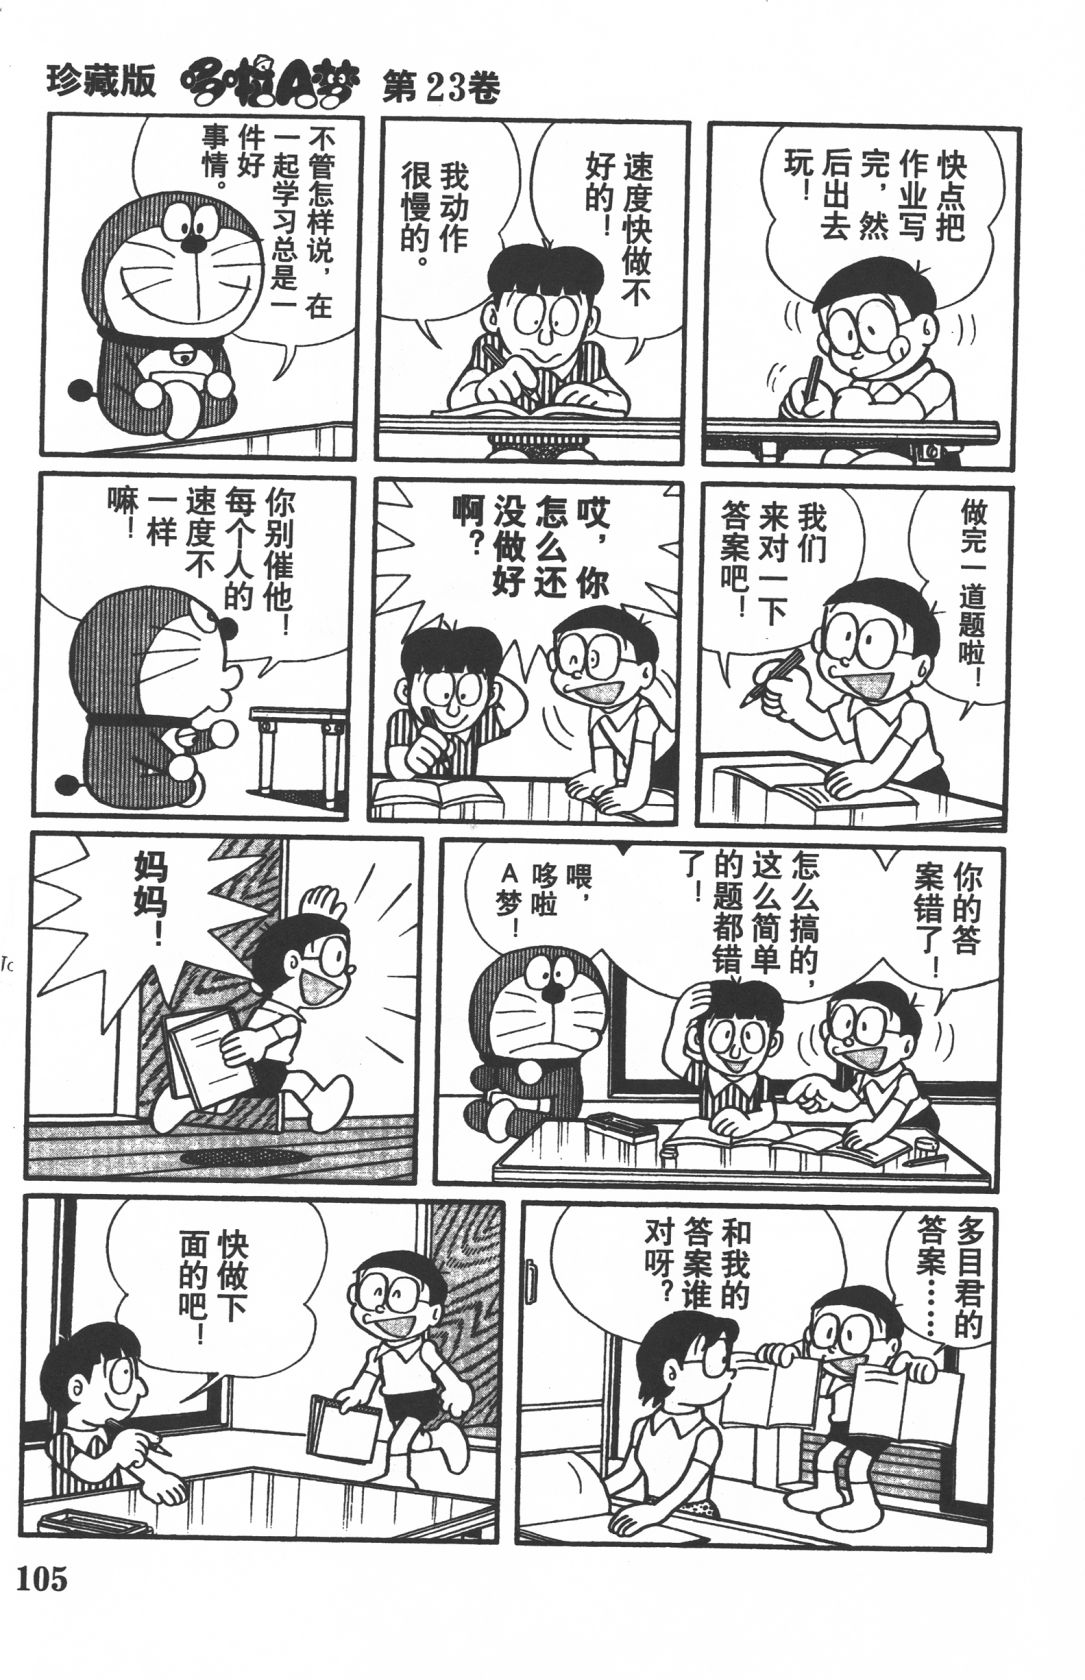 珍藏版 哆啦A梦 第23卷
快点把
作业写
完，然
后出去
玩！
速度快做不
好的！
我动作
很慢的。
不管怎样说，在
一起学习总是一
件好
事情。
做完一道题啦！
我们
来对一下
答案吧！
哎，你
怎么还
没做好
啊？
你别催他！
每个人的
速度不
一样
嘛！
你的答
案错了！
怎么搞的，
这么简单
的题都错
了！
喂，
哆啦
A梦！
妈妈！
多目君的
答案……
和我的
答案谁
对呀？
快做下
面的吧！
105